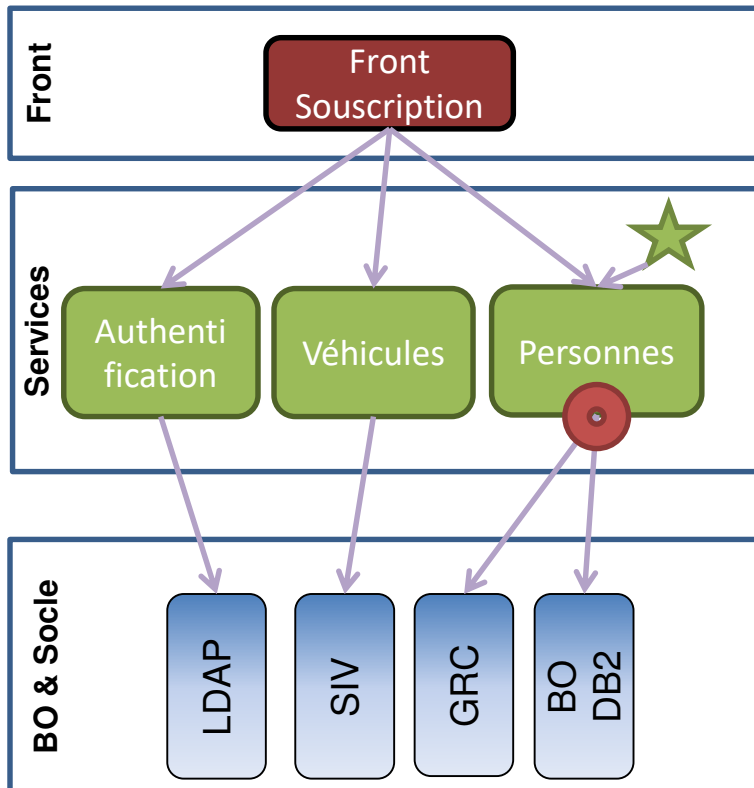 Front
Front
Souscription
Services
Authenti
fication
Véhicules
Personnes
BO & Socle
LDAP
SIV
GRC
BO
DB2